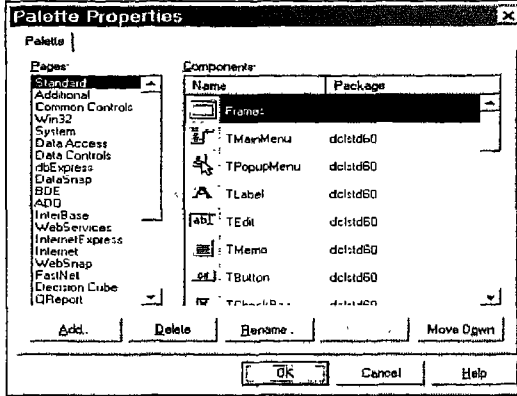 Palette Properties
Palette
Pages:
Standard
Additional
Common Controls
Win32
System
Data Access
Data Controls
dbExpress
DataSnap
BDE
ADO
InterBase
WebServices
InternetExpress
Internet
WebSnap
FastNet
Decision Cube
QReport
Components:
Name Package
Frames
TMainMenu dclstd60
TPopupMenu dclstd60
TLabel dclstd60
TEdit dclstd60
TMemo dclstd60
TButton dclstd60
TCheckBox dclstd60
Add..
Delete
Rename .
Move Down
OK
Cancel
Help